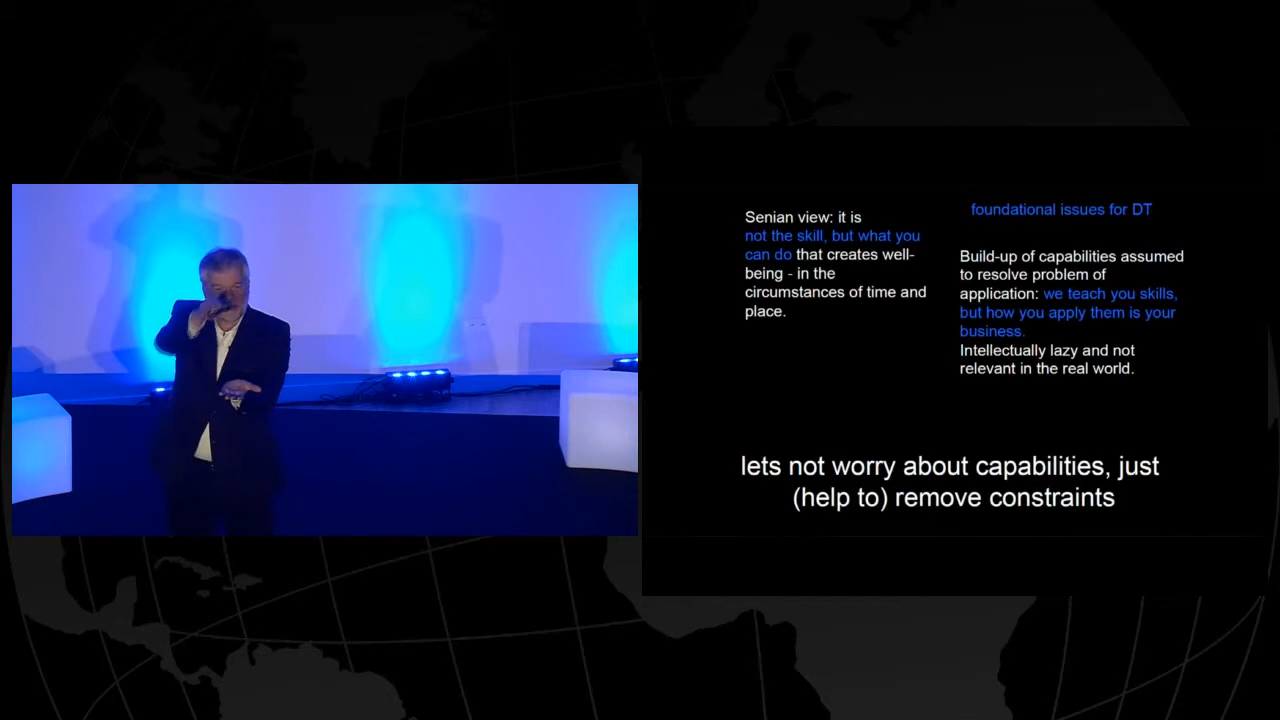 Senian view: it is
not the skill, but what you
can do that creates well-
being - in the
circumstances of time and
place.
foundational issues for DT
Build-up of capabilities assumed
to resolve problem of
application: we teach you skills,
but how you apply them is your
business.
Intellectually lazy and not
relevant in the real world.
lets not worry about capabilities, just
(help to) remove constraints